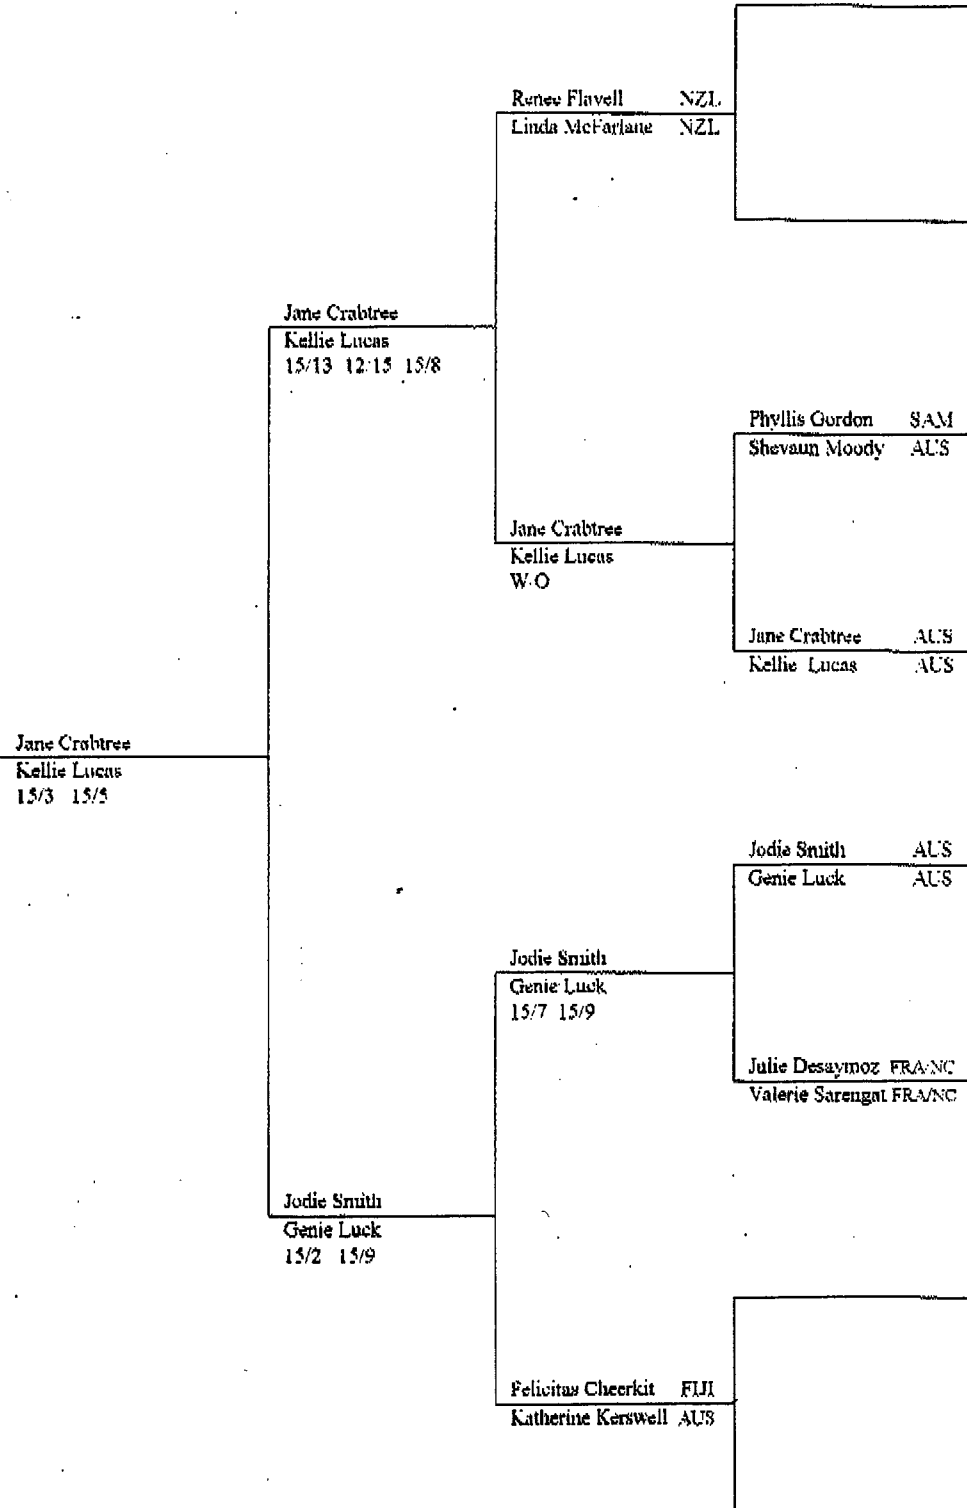 Renee Flavell NZL
Linda McFarlane NZL
Jane Crabtree
Kellie Lucas
15/13 12/15 15/8
Phyllis Gordon SAM
Shevaun Moody AUS
Jane Crabtree
Kellie Lucas
W-O
Jane Crabtree AUS
Kellie Lucas AUS
Jane Crabtree
Kellie Lucas
15/3 15/5
Jodie Smith AUS
Genie Luck AUS
Jodie Smith
Genie Luck
15/7 15/9
Julie Desaymoz FRA/NC
Valerie Sarengat FRA/NC
Jodie Smith
Genie Luck
15/2 15/9
Felicitas Cheerkit FIJI
Katherine Kerswell AUS